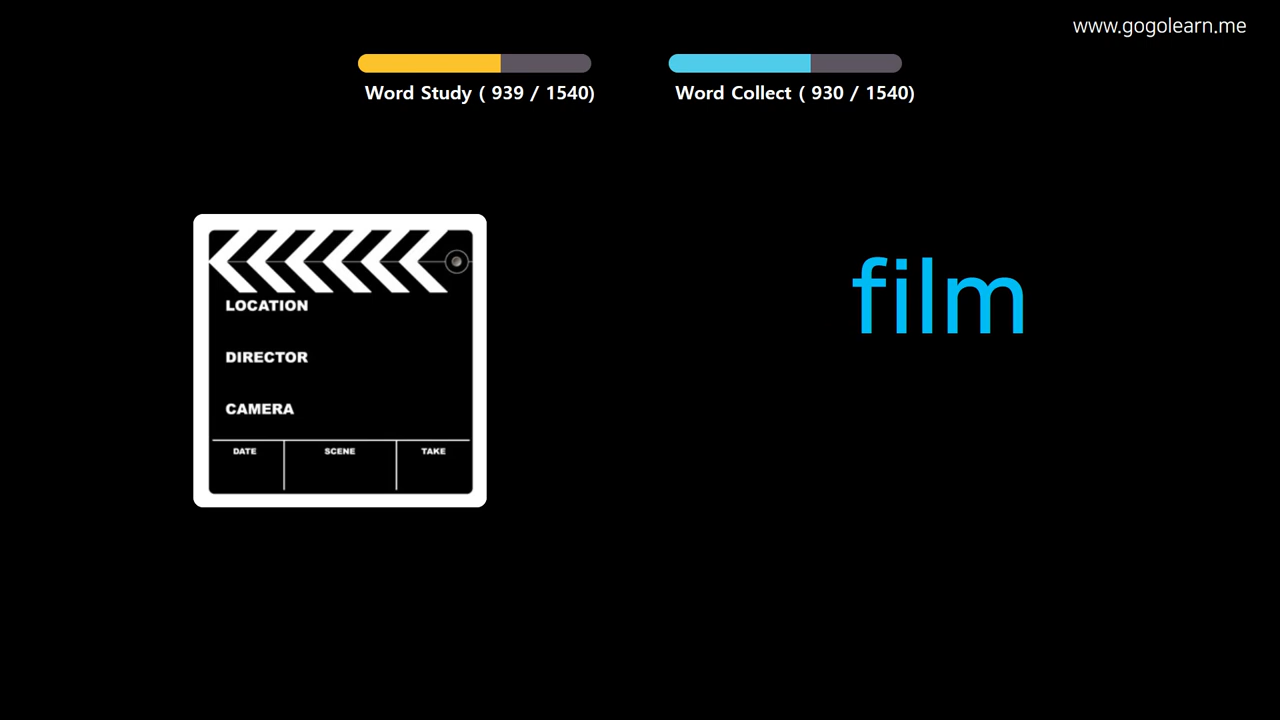 www.gogolearn.me
Word Study ( 939 / 1540)
Word Collect ( 930 / 1540)
film
LOCATION
DIRECTOR
CAMERA
DATE
SCENE
TAKE